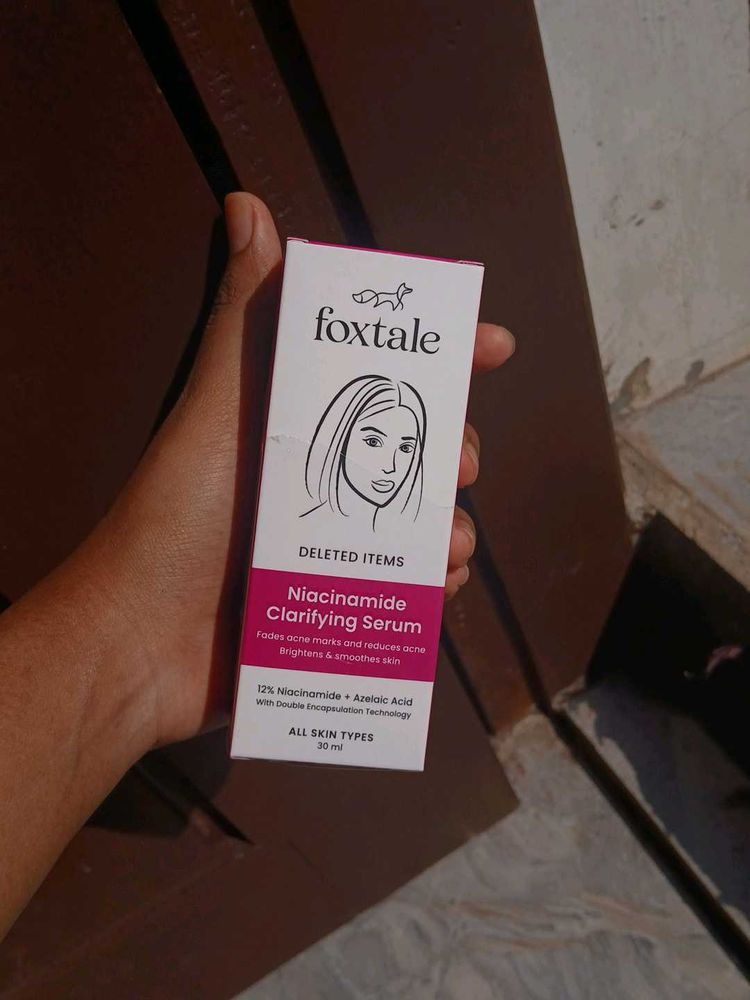 foxtale
DELETED ITEMS
Niacinamide
Clarifying Serum
Fades acne marks and reduces acne
Brightens & smoothes skin
12% Niacinamide + Azelaic Acid
With Double Encapsulation Technology
ALL SKIN TYPES
30 ml